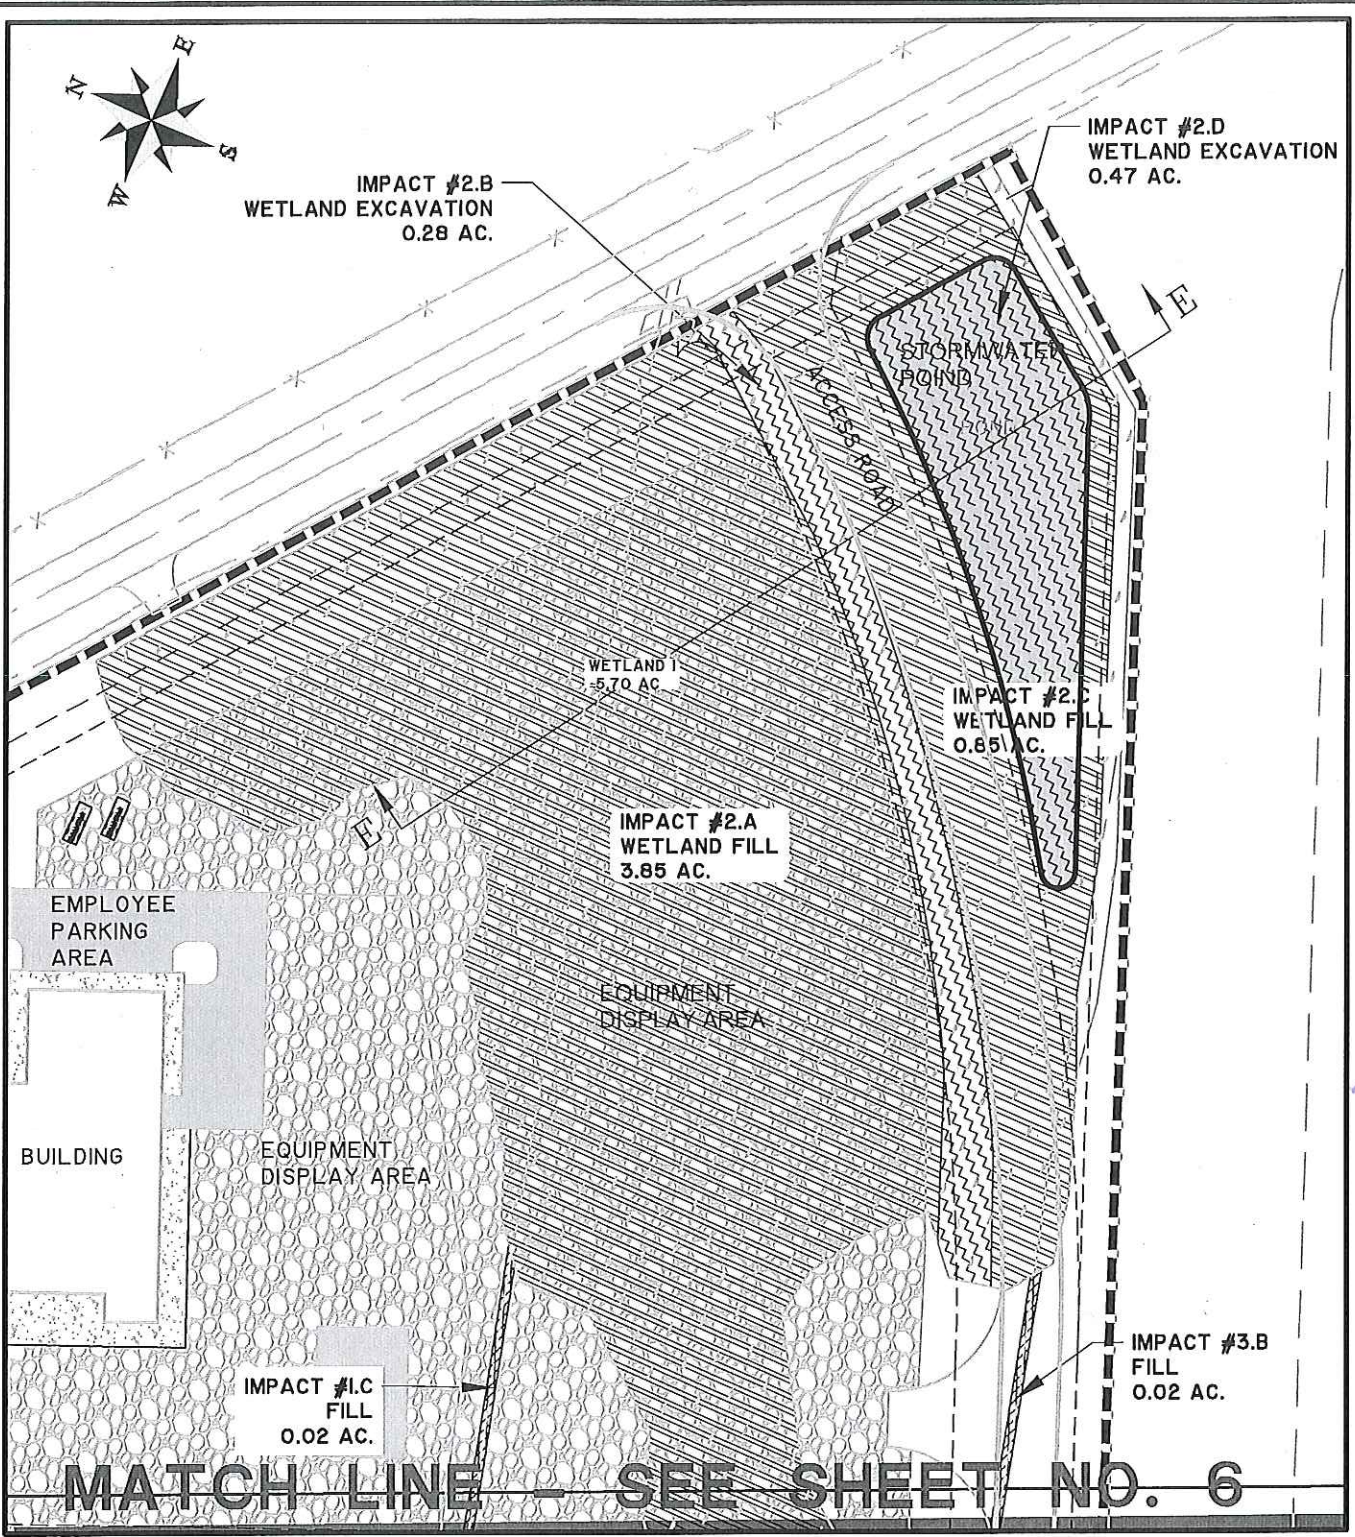 E
N
S
W
IMPACT #2.D
WETLAND EXCAVATION
0.47 AC.
IMPACT #2.B
WETLAND EXCAVATION
0.28 AC.
E
STORMWATER
POND
ACCESS ROAD
WETLAND 1
5.70 AC
IMPACT #2.C
WETLAND FILL
0.85 AC.
E
IMPACT #2.A
WETLAND FILL
3.85 AC.
EMPLOYEE
PARKING
AREA
EQUIPMENT
DISPLAY AREA
BUILDING
EQUIPMENT
DISPLAY AREA
IMPACT #3.B
FILL
0.02 AC.
IMPACT #1.C
FILL
0.02 AC.
MATCH LINE - SEE SHEET NO. 6